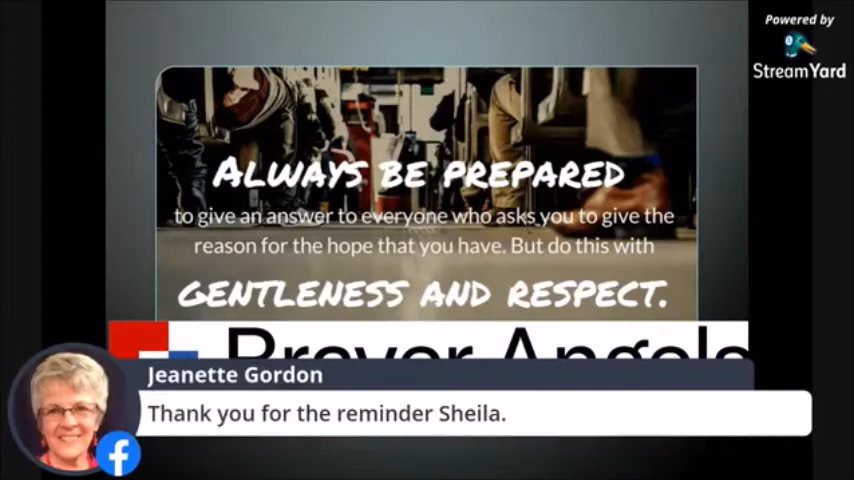 Powered by
StreamYard
ALWAYS BE PREPARED
to give an answer to everyone who asks you to give the
reason for the hope that you have. But do this with
GENTLENESS AND RESPECT.
Braver Angels
Jeanette Gordon
Thank you for the reminder Sheila.